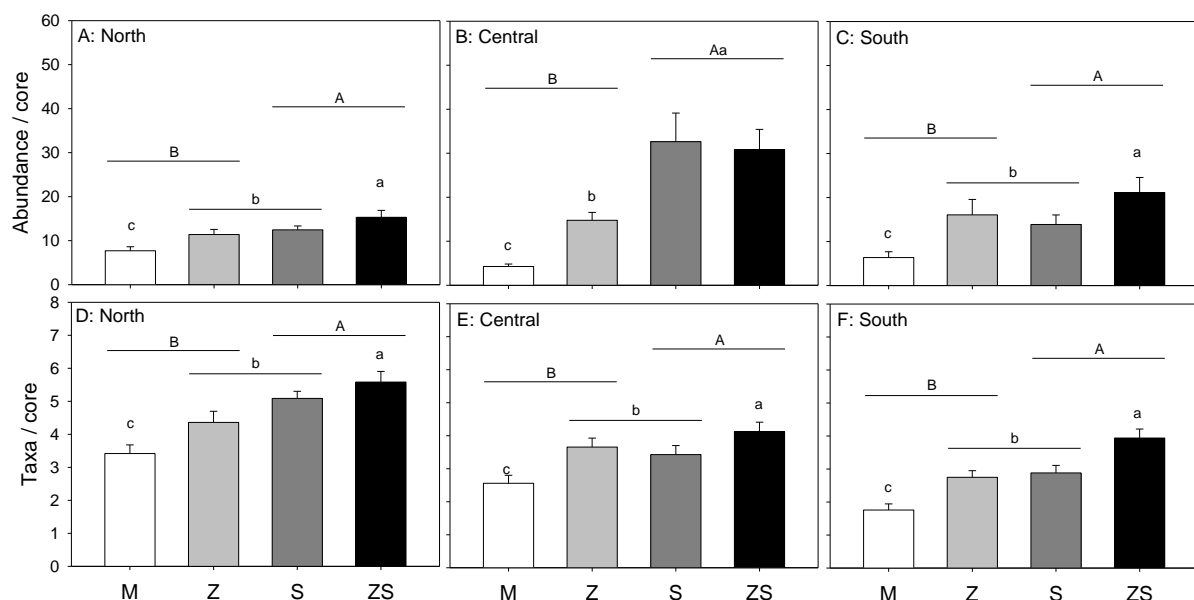 A: North
B: Central
C: South
Abundance / core
60
50
40
30
20
10
0
B
A
c
b
a
B
Aa
c
b
B
A
c
b
a
D: North
E: Central
F: South
Taxa / core
8
7
6
5
4
3
2
1
0
B
A
c
b
a
B
A
c
b
a
B
A
c
b
a
M Z S ZS
M Z S ZS
M Z S ZS